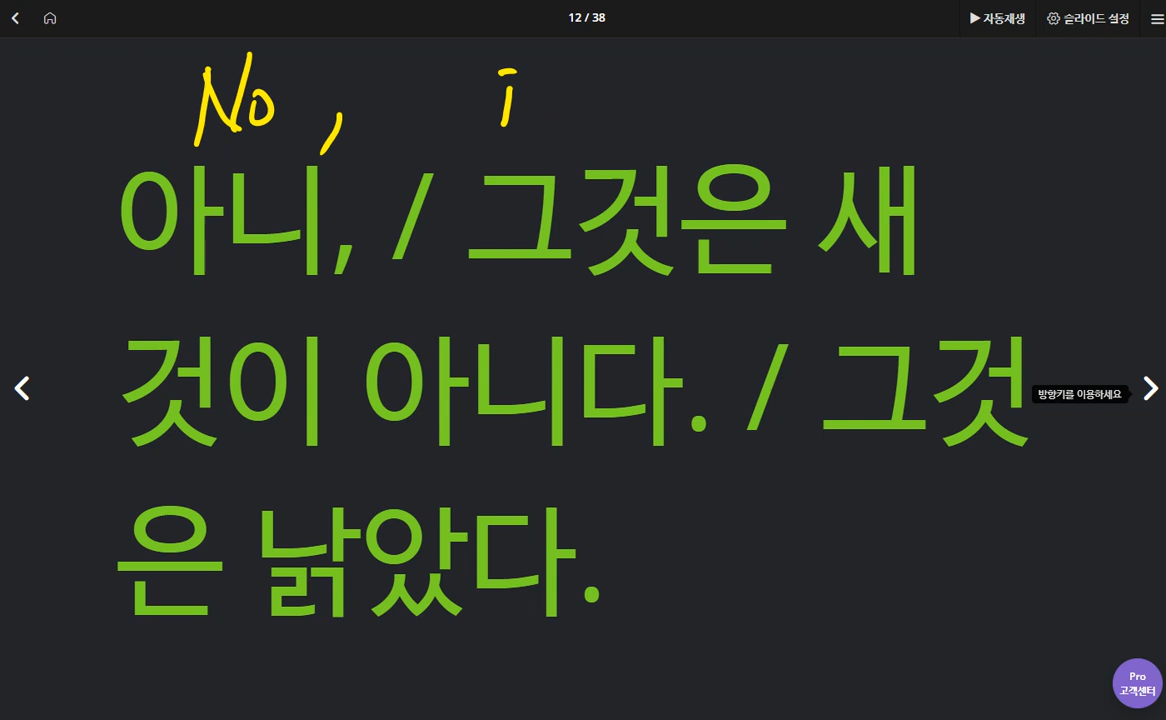 12 / 38
▶ 자동재생
슬라이드 설정
No, i
아니, / 그것은 새
것이 아니다. / 그것
방향키를 이용하세요
은 낡았다.
Pro
고객센터